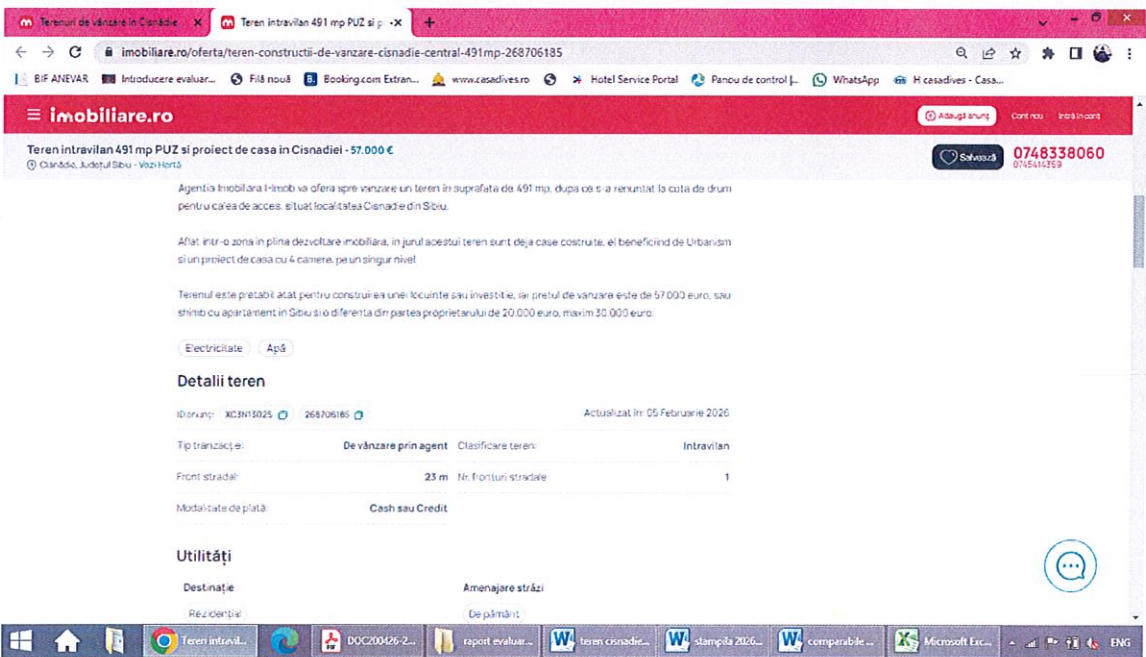 Terenuri de vânzare în Cisnădie
Teren intravilan 491 mp PUZ si p
imobiliare.ro/oferta/teren-constructii-de-vanzare-cisnadie-central-491mp-268706185
BIF ANEVAR Introducere evaluar... Filă nouă Booking.com Extran... www.casadives.ro Hotel Service Portal Panou de control |... WhatsApp H casadives - Casa...
imobiliare.ro
Adaugă anunț Cont nou Intră în cont
Teren intravilan 491 mp PUZ si proiect de casa in Cisnadiei - 57.000 €
Cisnădie, Județul Sibiu - Vezi Hartă
Salvează 0748338060
0745414359
Agentia Imobiliara I-Imob va ofera spre vanzare un teren in suprafata de 491 mp, dupa ce s-a renuntat la cota de drum
pentru calea de acces, situat localitatea Cisnadie din Sibiu.
Aflat intr-o zona in plina dezvoltare imobiliara, in jurul acestui teren sunt deja case costruite, el beneficiind de Urbanism
si un proiect de casa cu 4 camere, pe un singur nivel.
Terenul este pretabil atat pentru construirea unei locuinte sau investitie, iar pretul de vanzare este de 57.000 euro, sau
shimb cu apartament in Sibiu si o diferenta din partea proprietarului de 20.000 euro, maxim 30.000 euro.
Electricitate Apă
Detalii teren
ID anunț: XC3N13025 268706185 Actualizat în: 05 Februarie 2026
Tip tranzacție: De vânzare prin agent Clasificare teren: Intravilan
Front stradal: 23 m Nr. fronturi stradale 1
Modalitate de plată: Cash sau Credit
Utilități
Destinație Amenajare străzi
Rezidențial De pământ
Teren intravil... DOC200426-2... raport evaluar... teren cisnadie... stampila 2026... comparabile ... Microsoft Exc... ENG